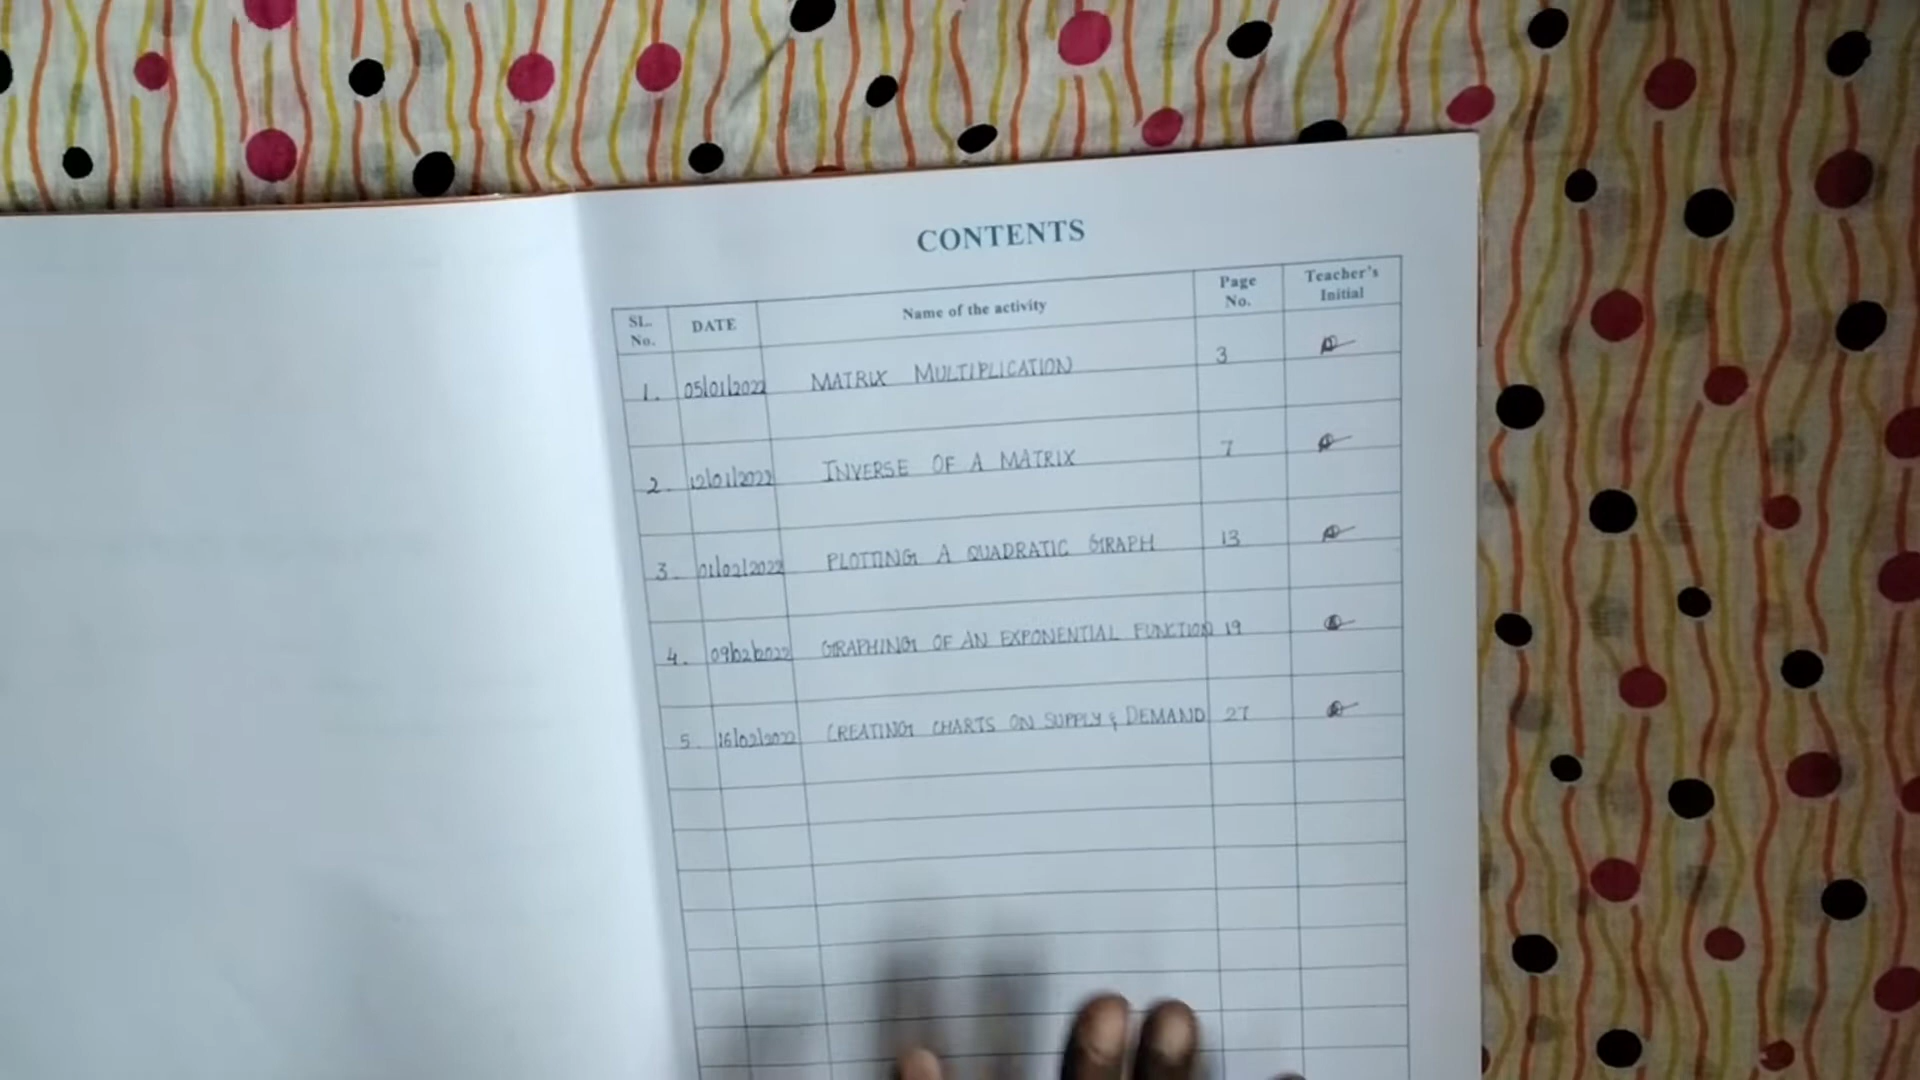 CONTENTS
SL. No. DATE Name of the activity Page No. Teacher's Initial
1. 05/01/2022 MATRIX MULTIPLICATION 3
2. 12/01/2022 INVERSE OF A MATRIX 7
3. 01/02/2022 PLOTTING A QUADRATIC GRAPH 13
4. 09/02/2022 GRAPHING OF AN EXPONENTIAL FUNCTION 19
5. 16/02/2022 CREATING CHARTS ON SUPPLY & DEMAND 27